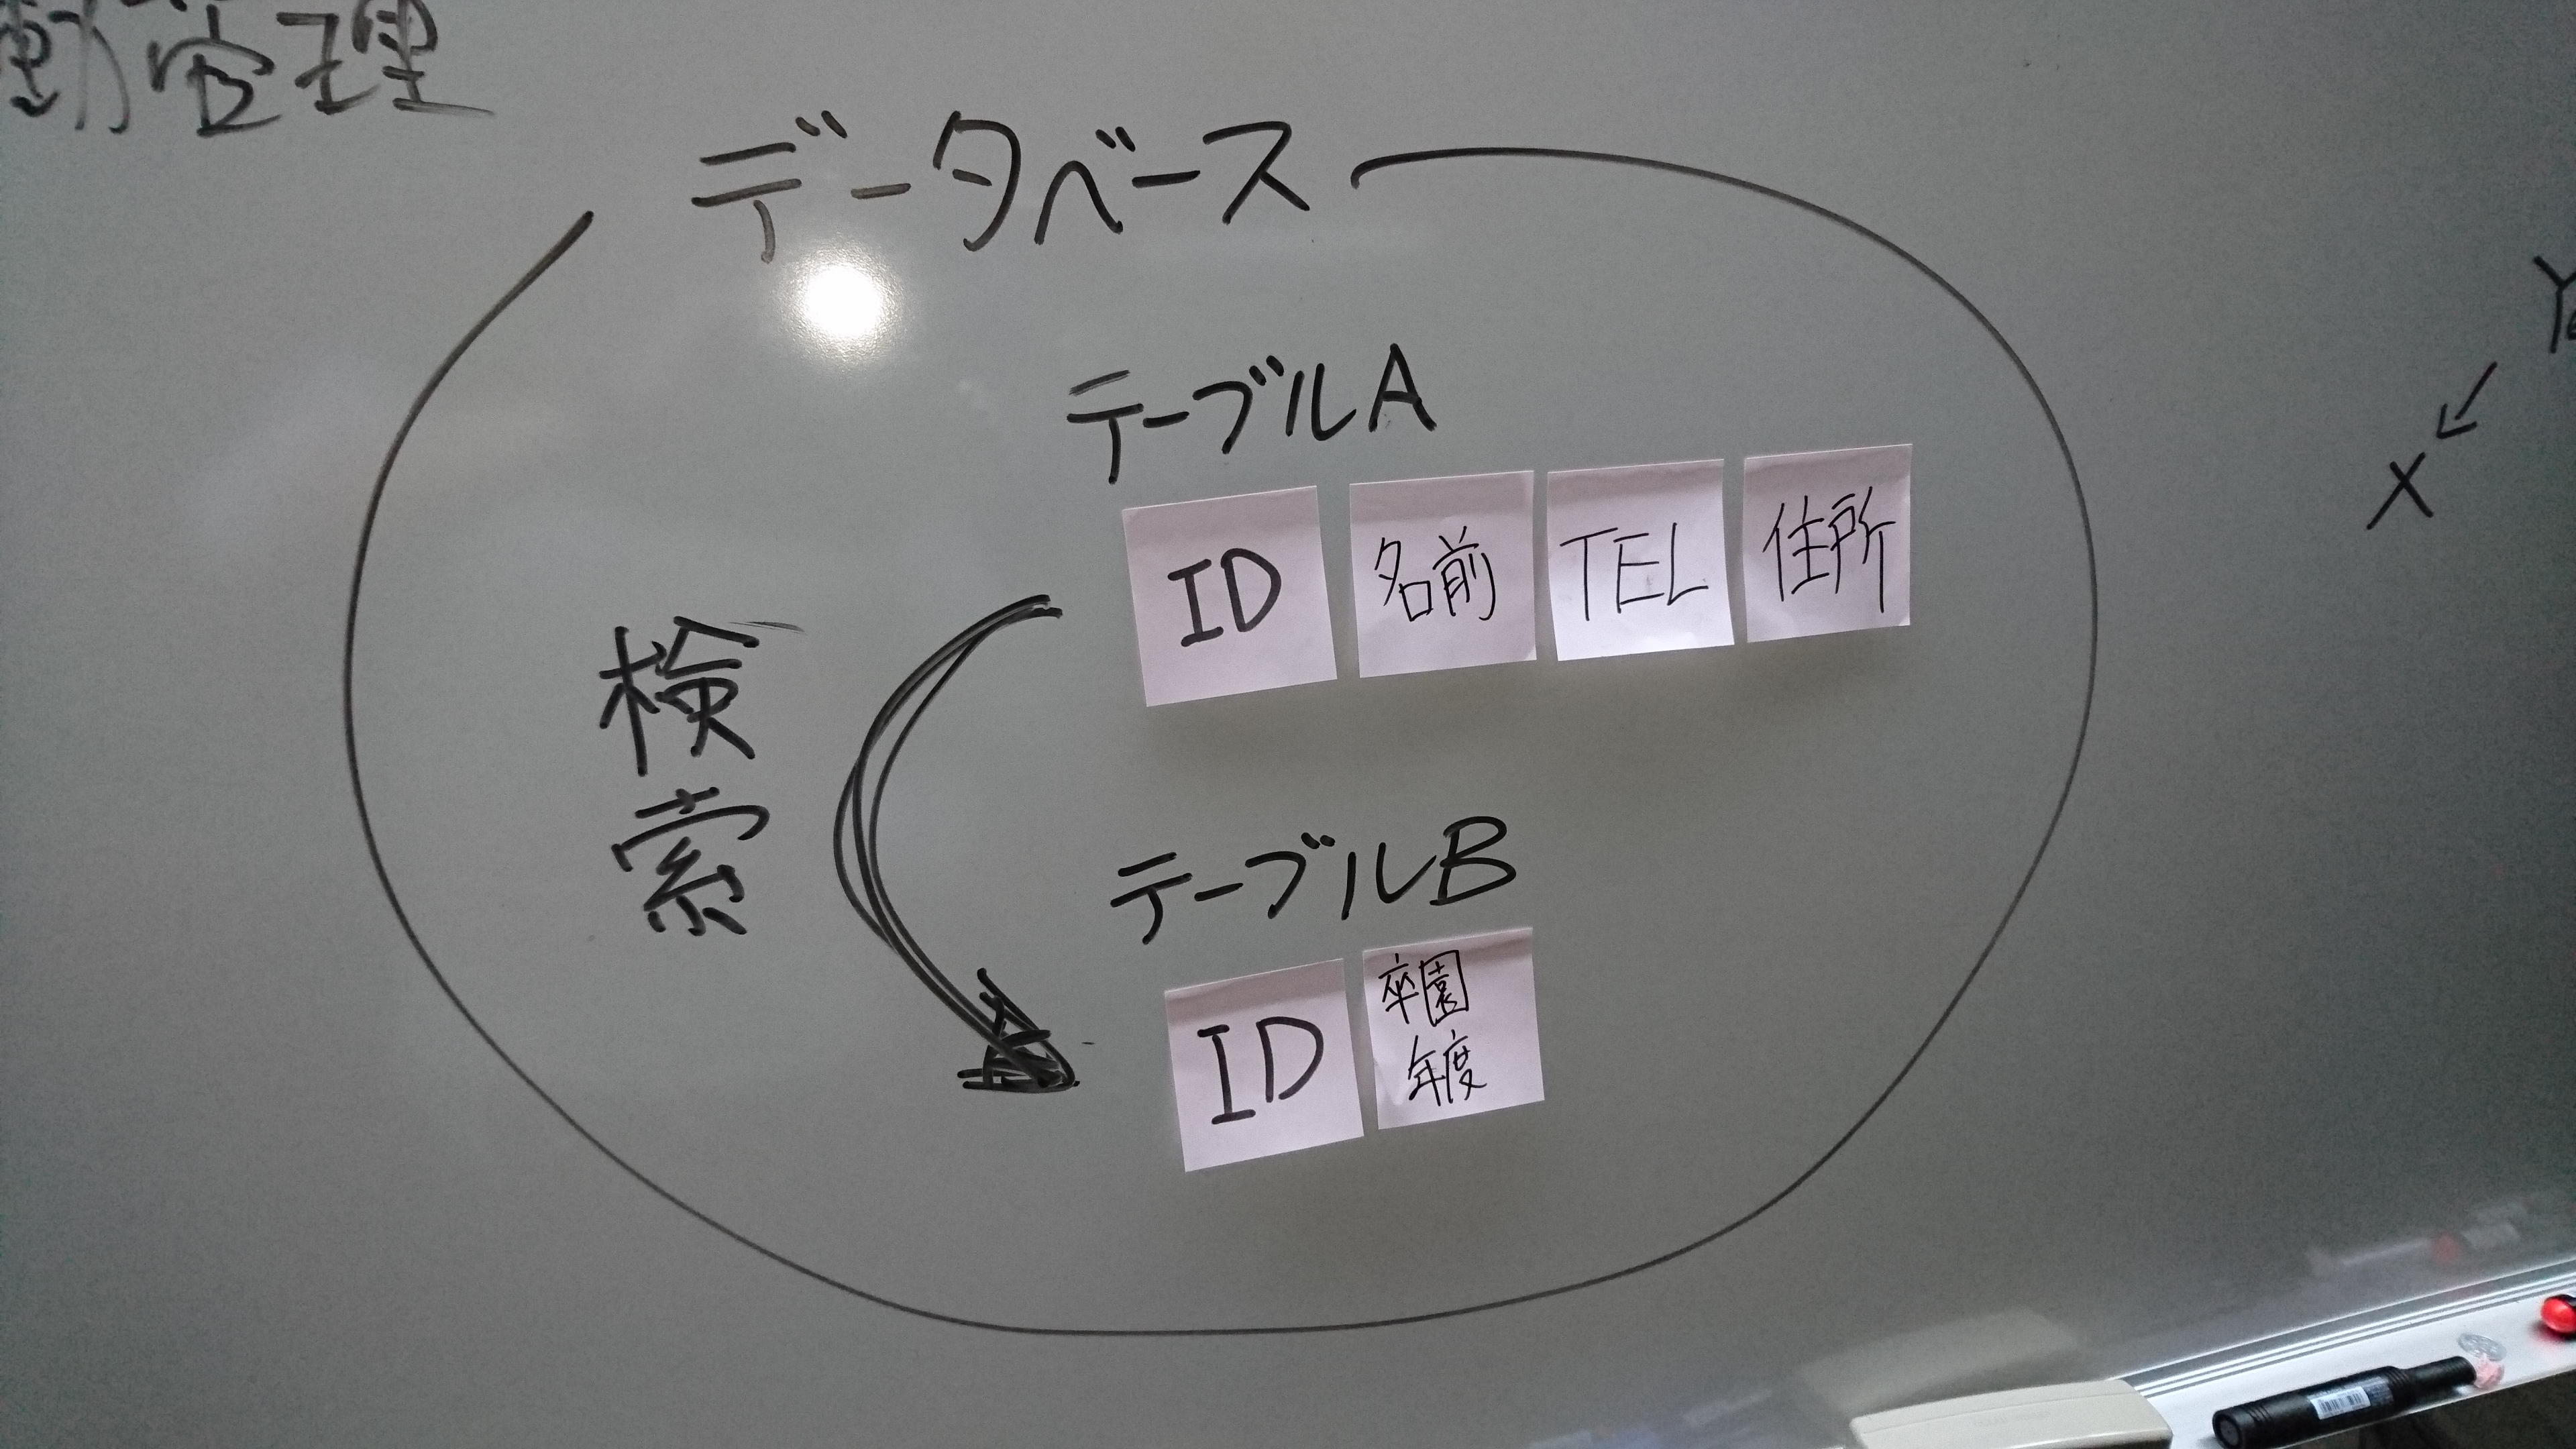 動管理
データベース
テーブルA
ID 名前 TEL 住所
検索
テーブルB
ID 卒園
年度
X